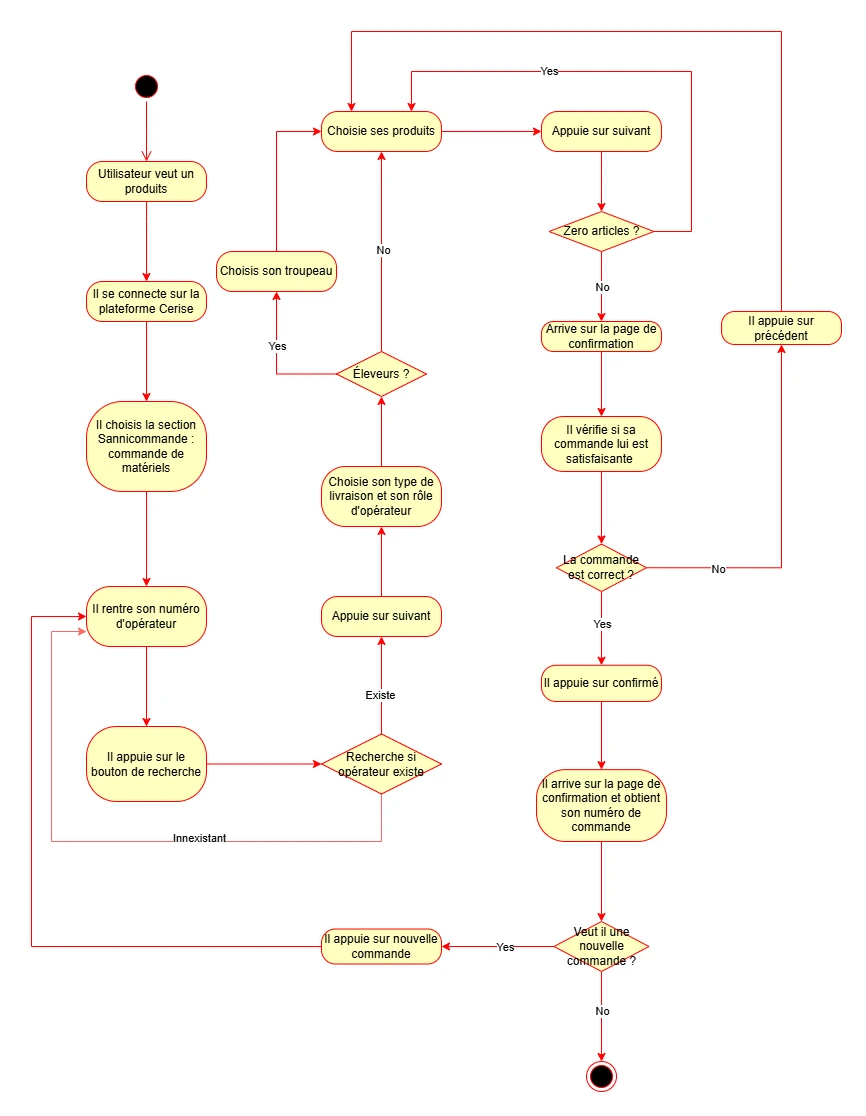 Utilisateur veut un
produits
Il se connecte sur la
plateforme Cerise
Il choisis la section
Sannicommande :
commande de
matériels
Il rentre son numéro
d'opérateur
Il appuie sur le
bouton de recherche
Recherche si
opérateur existe
Innexistant
Existe
Appuie sur suivant
Choisie son type de
livraison et son rôle
d'opérateur
Éleveurs ?
Yes
Choisis son troupeau
No
Choisie ses produits
Appuie sur suivant
Zero articles ?
Yes
No
Arrive sur la page de
confirmation
Il vérifie si sa
commande lui est
satisfaisante
La commande
est correct ?
No
Il appuie sur
précédent
Yes
Il appuie sur confirmé
Il arrive sur la page de
confirmation et obtient
son numéro de
commande
Veut il une
nouvelle
commande ?
Yes
Il appuie sur nouvelle
commande
No